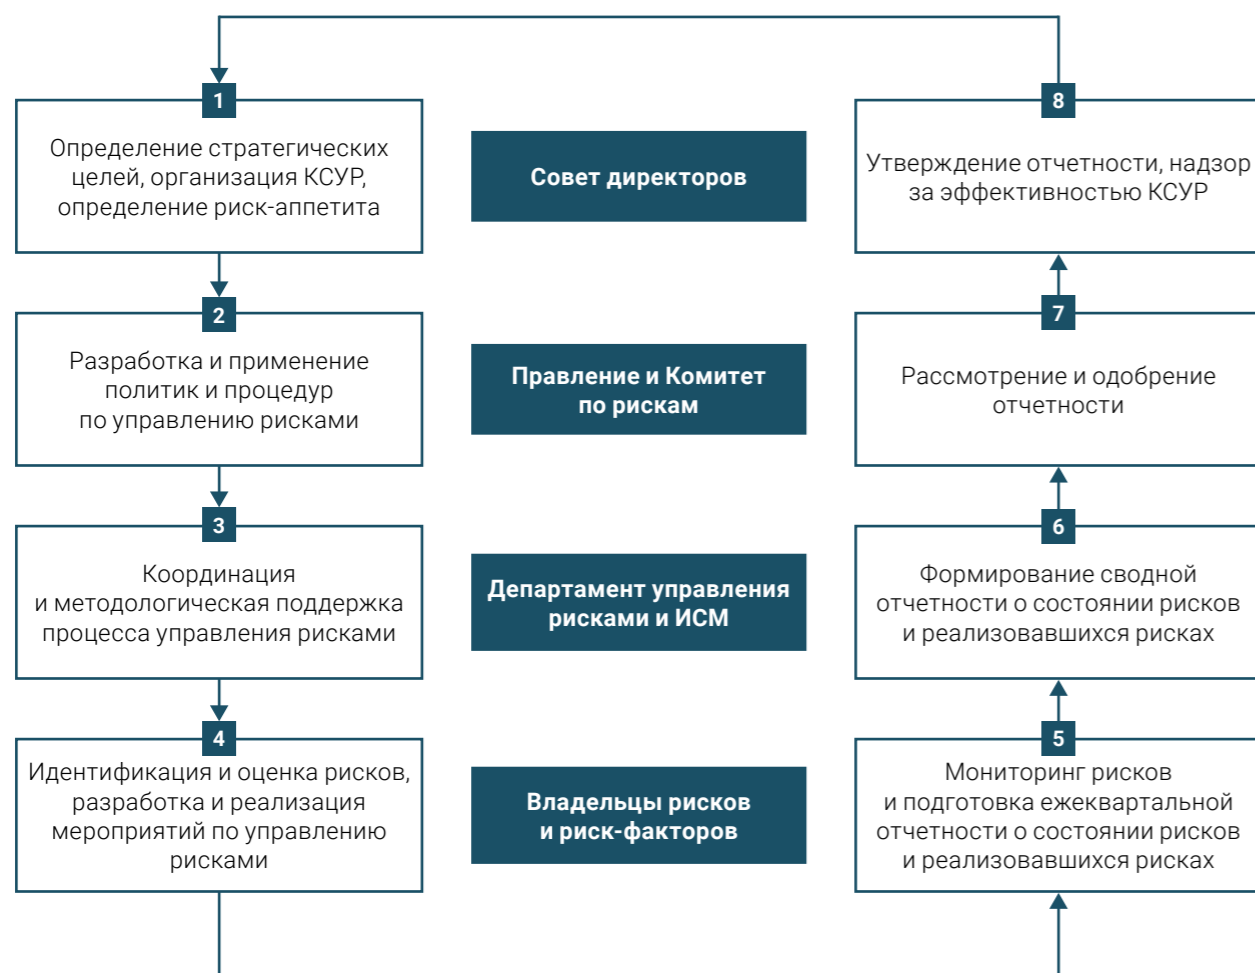 1
Определение стратегических
целей, организация КСУР,
определение риск-аппетита
Совет директоров
8
Утверждение отчетности, надзор
за эффективностью КСУР
2
Разработка и применение
политик и процедур
по управлению рисками
Правление и Комитет
по рискам
7
Рассмотрение и одобрение
отчетности
3
Координация
и методологическая поддержка
процесса управления рисками
Департамент управления
рисками и ИСМ
6
Формирование сводной
отчетности о состоянии рисков
и реализовавшихся рисках
4
Идентификация и оценка рисков,
разработка и реализация
мероприятий по управлению
рисками
Владельцы рисков
и риск-факторов
5
Мониторинг рисков
и подготовка ежеквартальной
отчетности о состоянии рисков
и реализовавшихся рисках